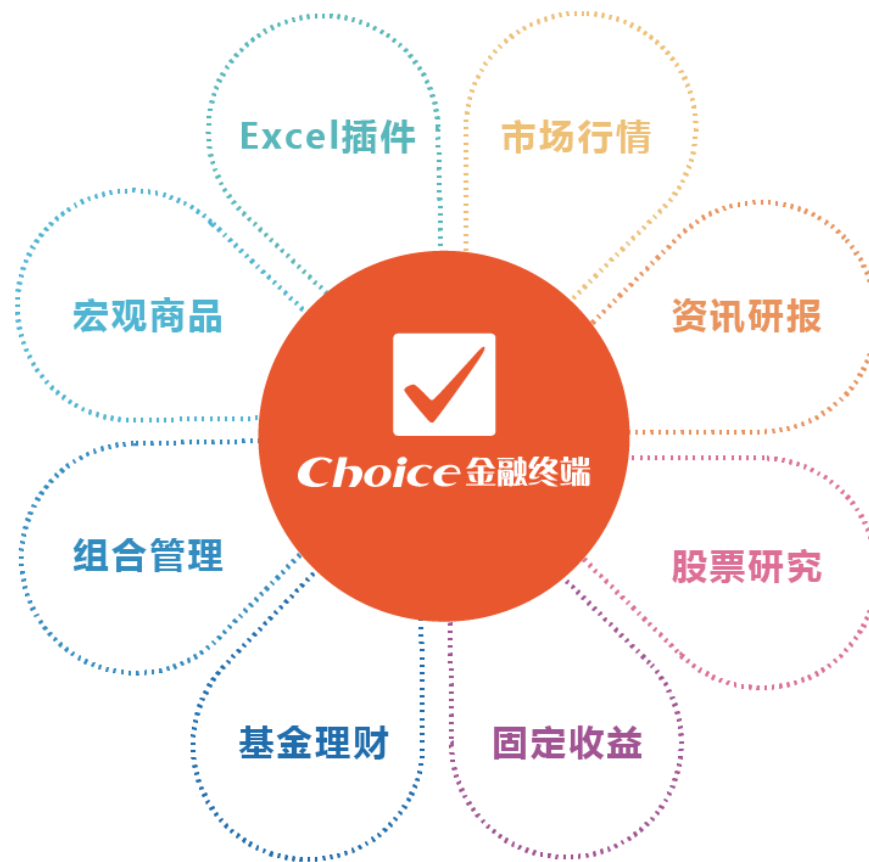 Excel插件
市场行情
宏观商品
资讯研报
Choice金融终端
组合管理
股票研究
基金理财
固定收益